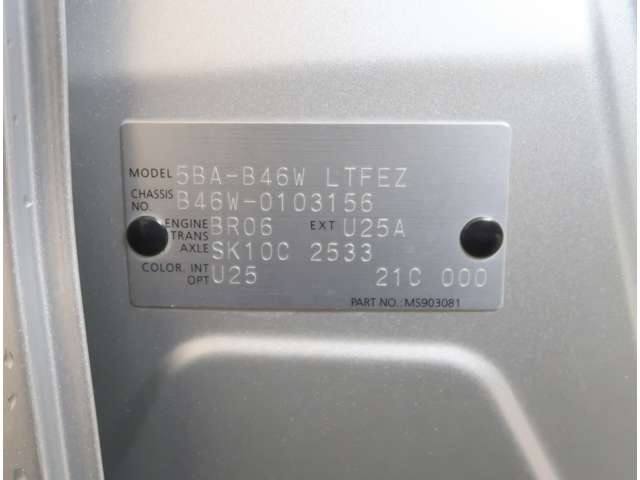 MODEL 5BA-B46W LTFEZ
CHASSIS NO. B46W-0103156
ENGINE BR06 EXT U25A
TRANS AXLE SK10C 2533
COLOR. INT OPT U25 21C 000
PART NO.: MS903081